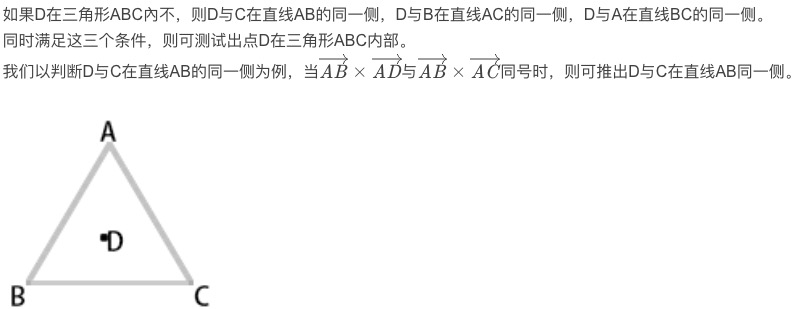 如果D在三角形ABC內不，则D与C在直线AB的同一侧，D与B在直线AC的同一侧，D与A在直线BC的同一侧。
同时满足这三个条件，则可测试出点D在三角形ABC内部。
我们以判断D与C在直线AB的同一侧为例，当$\overrightarrow{AB} \times \overrightarrow{AD}$与$\overrightarrow{AB} \times \overrightarrow{AC}$同号时，则可推出D与C在直线AB同一侧。
A
D
B
C